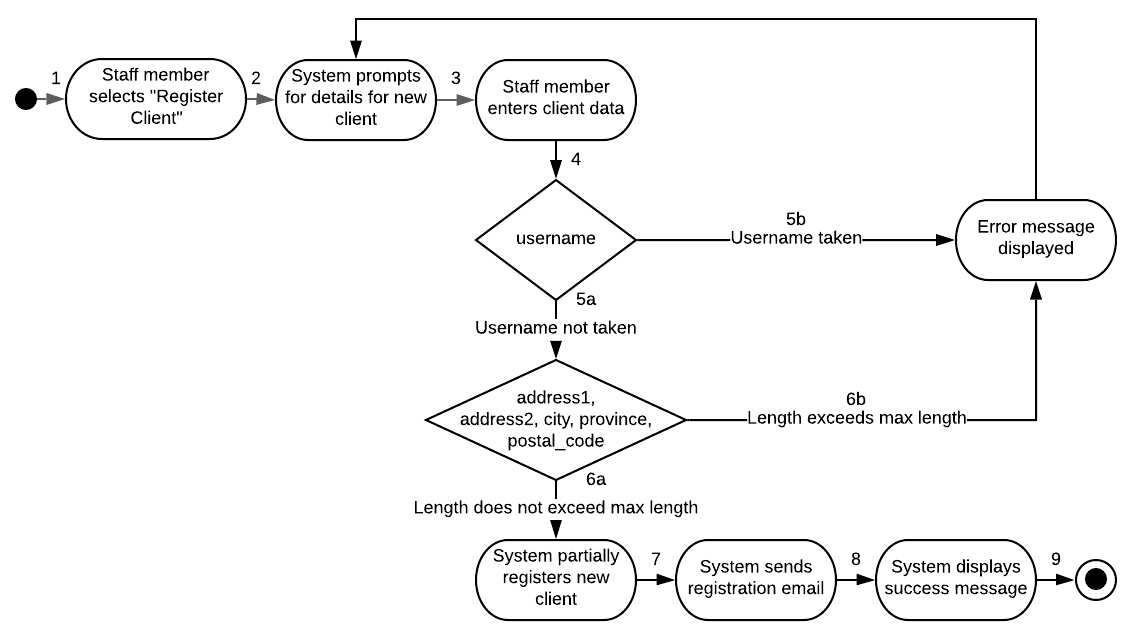 1
Staff member
selects "Register
Client"
2
System prompts
for details for new
client
3
Staff member
enters client data
4
username
5b
Username taken
Error message
displayed
5a
Username not taken
address1,
address2, city, province,
postal_code
6b
Length exceeds max length
6a
Length does not exceed max length
System partially
registers new
client
7
System sends
registration email
8
System displays
success message
9